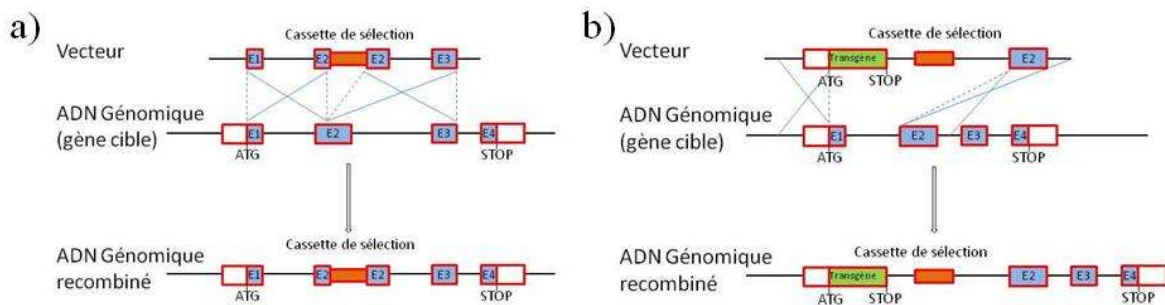 a)
Cassette de sélection
Vecteur
E1 E2 E2 E3
ADN Génomique
(gène cible)
E1 E2 E3 E4
ATG STOP
ADN Génomique
recombiné
Cassette de sélection
E1 E2 E2 E3 E4
ATG STOP
b)
Cassette de sélection
Vecteur
Transgène E2
ATG STOP
ADN Génomique
(gène cible)
E1 E2 E3 E4
ATG STOP
ADN Génomique
recombiné
Cassette de sélection
Transgène E2 E3 E4
ATG STOP STOP